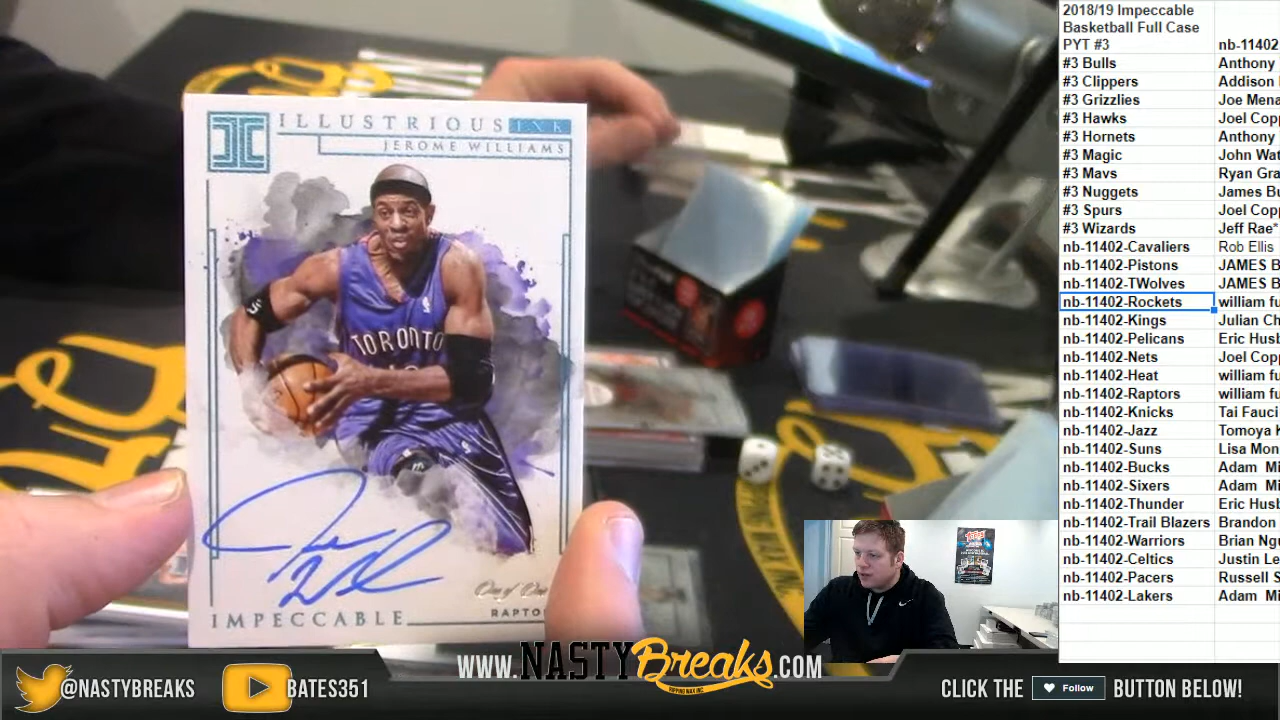 ILLUSTRIOUS INK
JEROME WILLIAMS
TORONTO
One of One
IMPECCABLE
2018/19 Impeccable
Basketball Full Case
PYT #3 nb-11402
#3 Bulls Anthony
#3 Clippers Addison
#3 Grizzlies Joe Mena
#3 Hawks Joel Copp
#3 Hornets Anthony
#3 Magic John Wat
#3 Mavs Ryan Gra
#3 Nuggets James Bu
#3 Spurs Joel Copp
#3 Wizards Jeff Rae*
nb-11402-Cavaliers Rob Ellis
nb-11402-Pistons JAMES B
nb-11402-TWolves JAMES B
nb-11402-Rockets william fu
nb-11402-Kings Julian Ch
nb-11402-Pelicans Eric Husb
nb-11402-Nets Joel Copp
nb-11402-Heat william fu
nb-11402-Raptors william fu
nb-11402-Knicks Tai Fauci
nb-11402-Jazz Tomoya K
nb-11402-Suns Lisa Mon
nb-11402-Bucks Adam Mi
nb-11402-Sixers Adam Mi
nb-11402-Thunder Eric Husb
nb-11402-Trail Blazers Brandon
nb-11402-Warriors Brian Ngu
nb-11402-Celtics Justin Le
nb-11402-Pacers Russell S
nb-11402-Lakers Adam Mi
@NASTYBREAKS
BATES351
WWW.NASTYBreaks.COM
RIPPING WAX INC.
CLICK THE Follow BUTTON BELOW!